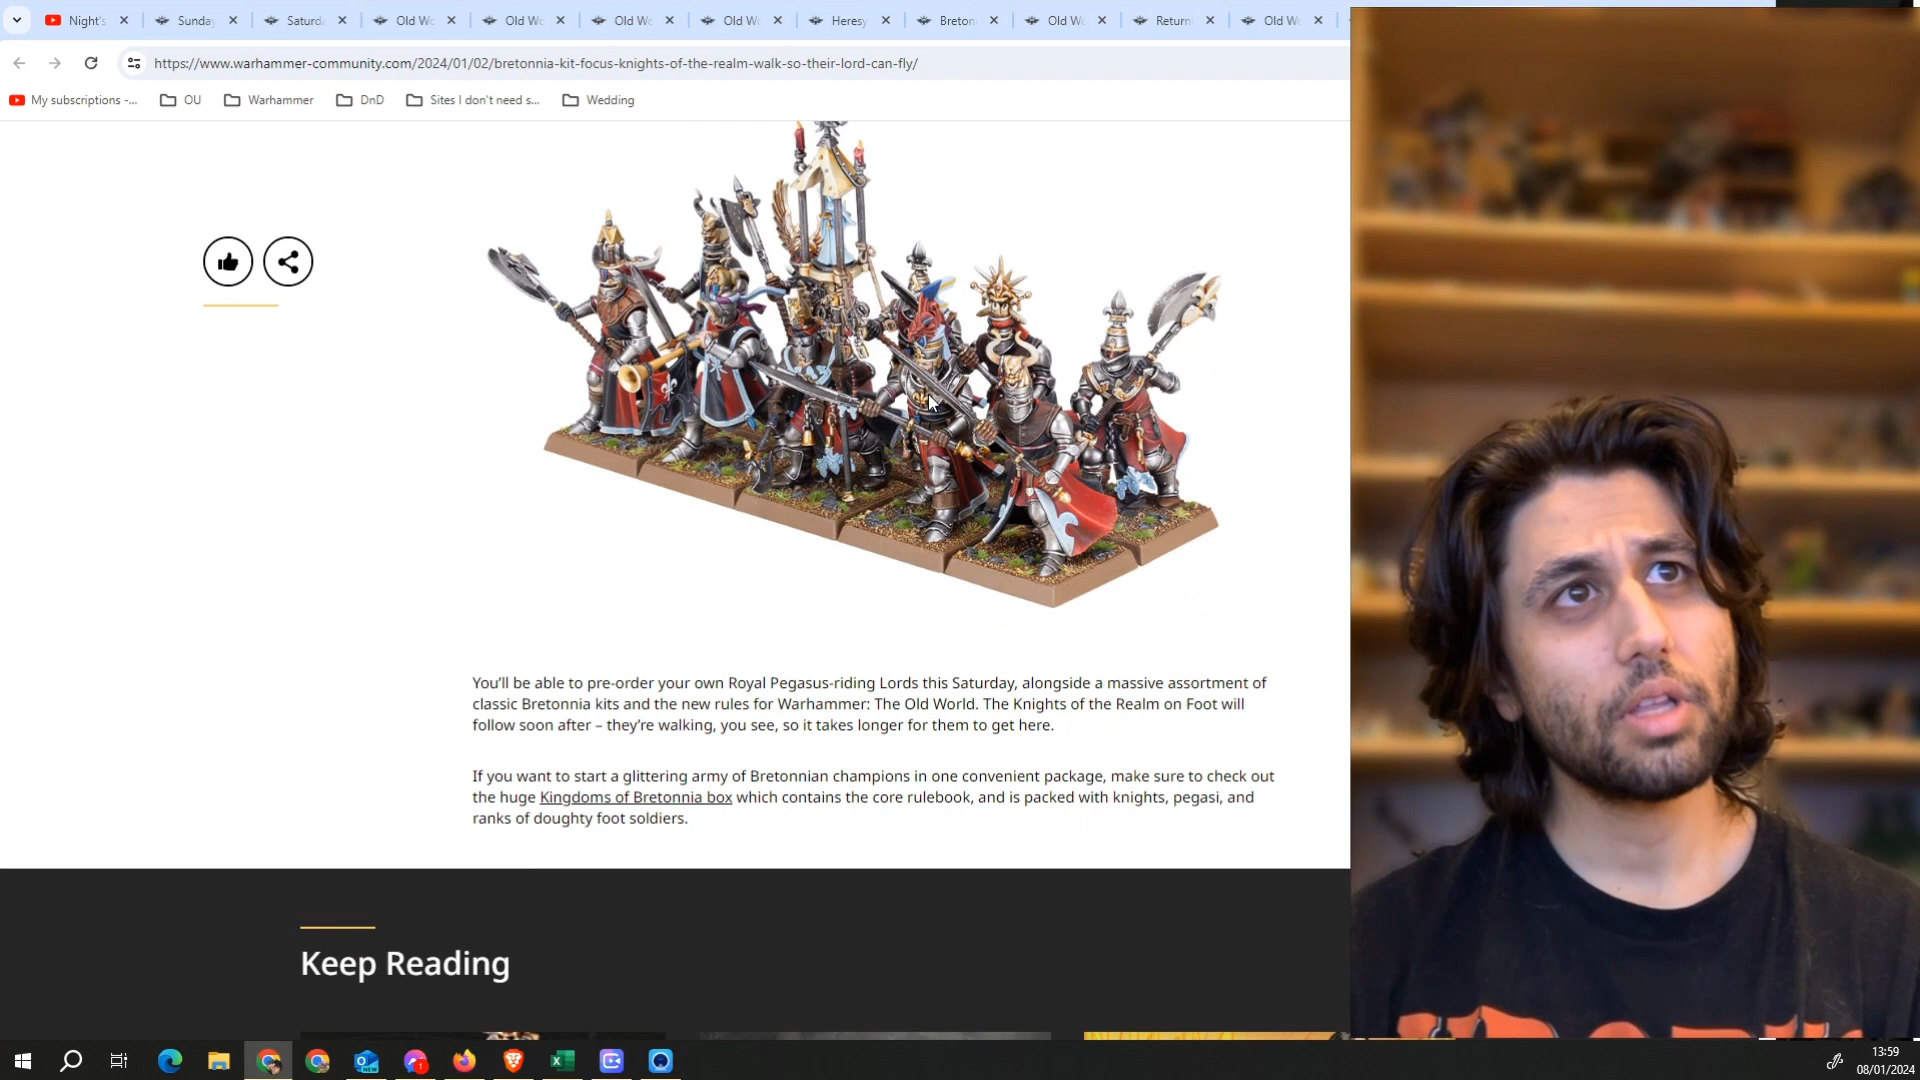 Night's
Sunday
Saturda
Old Wo
Old Wo
Old Wo
Old Wo
Heresy
Breton
Old Wo
Return
Old Wo
https://www.warhammer-community.com/2024/01/02/bretonnia-kit-focus-knights-of-the-realm-walk-so-their-lord-can-fly/
My subscriptions -...
OU
Warhammer
DnD
Sites I don't need s...
Wedding
You'll be able to pre-order your own Royal Pegasus-riding Lords this Saturday, alongside a massive assortment of
classic Bretonnia kits and the new rules for Warhammer: The Old World. The Knights of the Realm on Foot will
follow soon after – they're walking, you see, so it takes longer for them to get here.
If you want to start a glittering army of Bretonnian champions in one convenient package, make sure to check out
the huge Kingdoms of Bretonnia box which contains the core rulebook, and is packed with knights, pegasi, and
ranks of doughty foot soldiers.
Keep Reading
13:59
08/01/2024